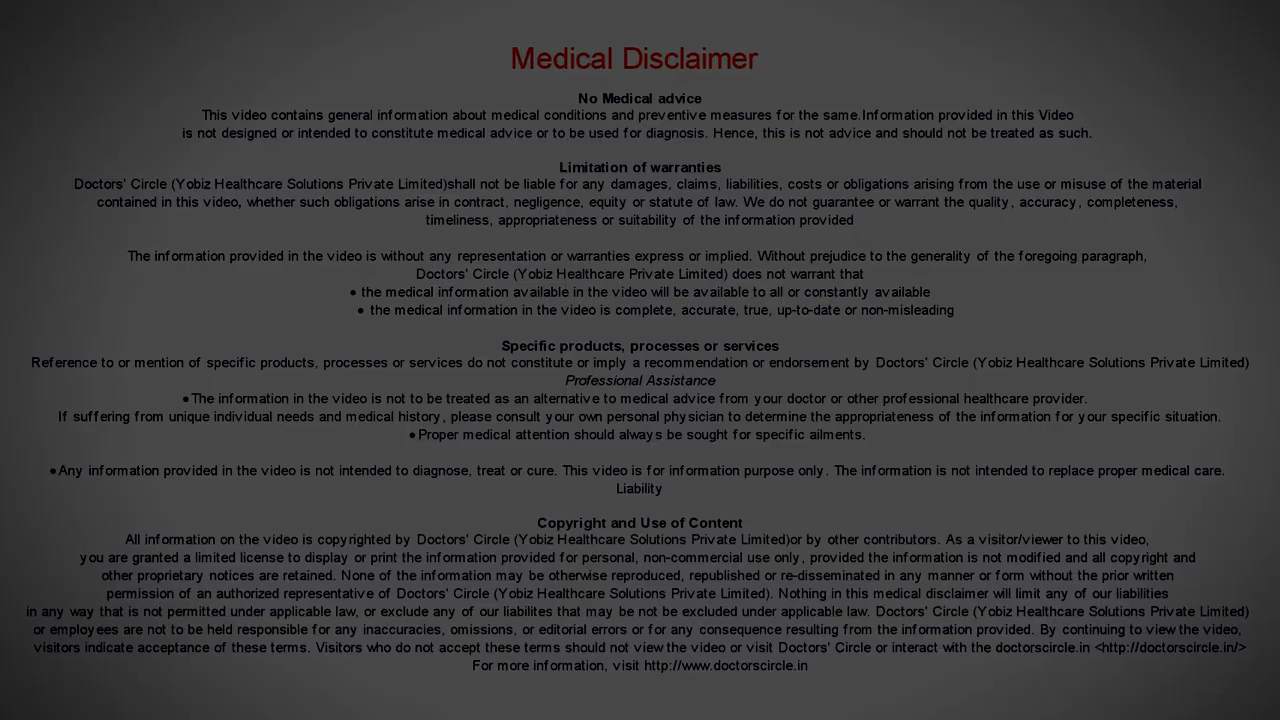 Medical Disclaimer
No Medical advice
This video contains general information about medical conditions and preventive measures for the same.Information provided in this Video
is not designed or intended to constitute medical advice or to be used for diagnosis. Hence, this is not advice and should not be treated as such.
Limitation of warranties
Doctors' Circle (Yobiz Healthcare Solutions Private Limited)shall not be liable for any damages, claims, liabilities, costs or obligations arising from the use or misuse of the material
contained in this video, whether such obligations arise in contract, negligence, equity or statute of law. We do not guarantee or warrant the quality, accuracy, completeness,
timeliness, appropriateness or suitability of the information provided
The information provided in the video is without any representation or warranties express or implied. Without prejudice to the generality of the foregoing paragraph,
Doctors' Circle (Yobiz Healthcare Private Limited) does not warrant that
• the medical information available in the video will be available to all or constantly available
• the medical information in the video is complete, accurate, true, up-to-date or non-misleading
Specific products, processes or services
Reference to or mention of specific products, processes or services do not constitute or imply a recommendation or endorsement by Doctors' Circle (Yobiz Healthcare Solutions Private Limited)
Professional Assistance
•The information in the video is not to be treated as an alternative to medical advice from your doctor or other professional healthcare provider.
If suffering from unique individual needs and medical history, please consult your own personal physician to determine the appropriateness of the information for your specific situation.
•Proper medical attention should always be sought for specific ailments.
•Any information provided in the video is not intended to diagnose, treat or cure. This video is for information purpose only. The information is not intended to replace proper medical care.
Liability
Copyright and Use of Content
All information on the video is copyrighted by Doctors' Circle (Yobiz Healthcare Solutions Private Limited)or by other contributors. As a visitor/viewer to this video,
you are granted a limited license to display or print the information provided for personal, non-commercial use only, provided the information is not modified and all copyright and
other proprietary notices are retained. None of the information may be otherwise reproduced, republished or re-disseminated in any manner or form without the prior written
permission of an authorized representative of Doctors' Circle (Yobiz Healthcare Solutions Private Limited). Nothing in this medical disclaimer will limit any of our liabilities
in any way that is not permitted under applicable law, or exclude any of our liabilites that may be not be excluded under applicable law. Doctors' Circle (Yobiz Healthcare Solutions Private Limited)
or employees are not to be held responsible for any inaccuracies, omissions, or editorial errors or for any consequence resulting from the information provided. By continuing to view the video,
visitors indicate acceptance of these terms. Visitors who do not accept these terms should not view the video or visit Doctors' Circle or interact with the doctorscircle.in <http://doctorscircle.in/>
For more information, visit http://www.doctorscircle.in